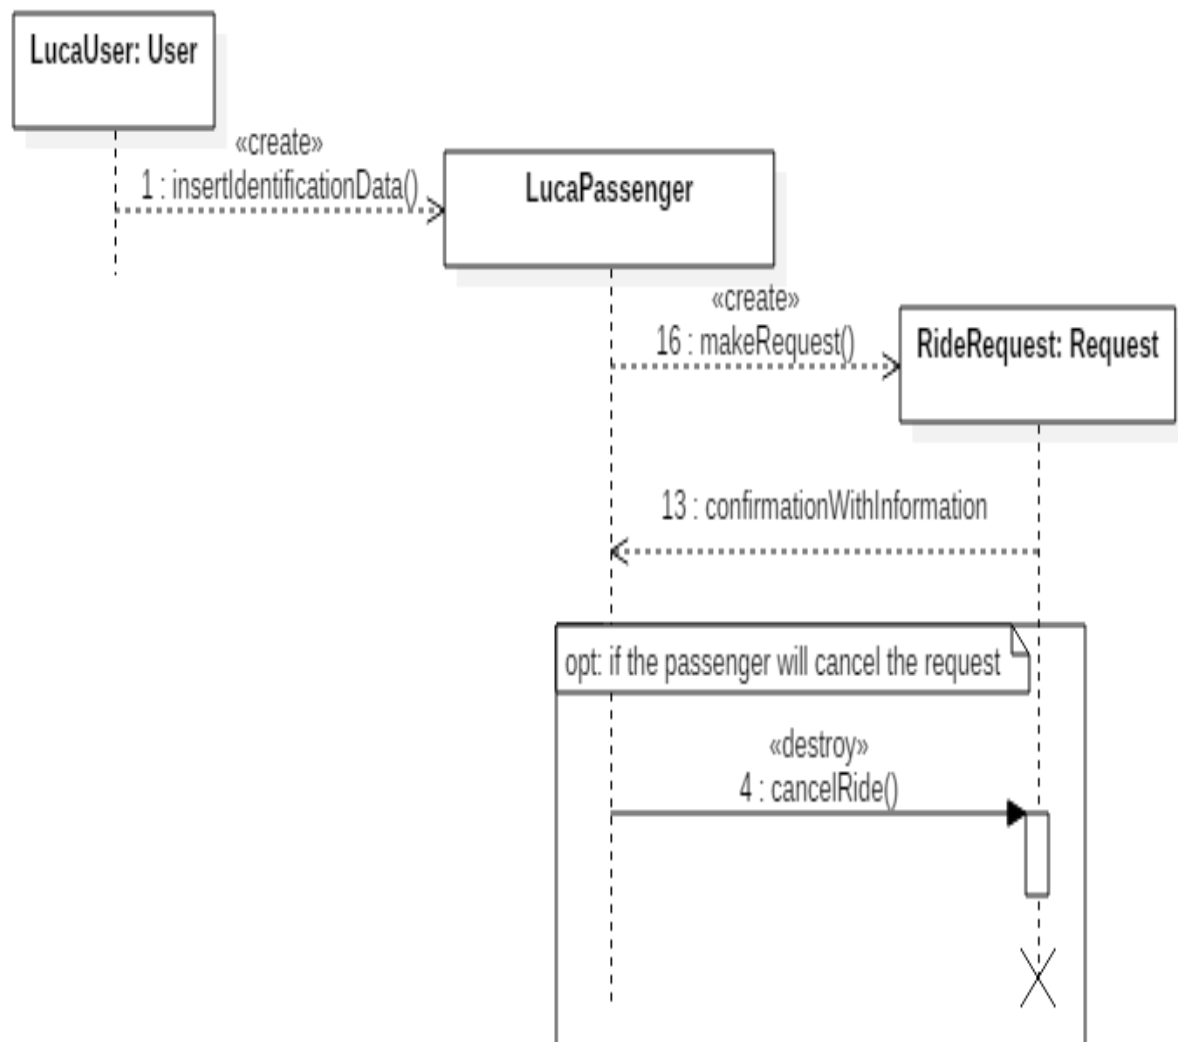 LucaUser: User
«create»
1 : insertIdentificationData()
LucaPassenger
«create»
16 : makeRequest()
RideRequest: Request
13 : confirmationWithInformation
opt: if the passenger will cancel the request
«destroy»
4 : cancelRide()